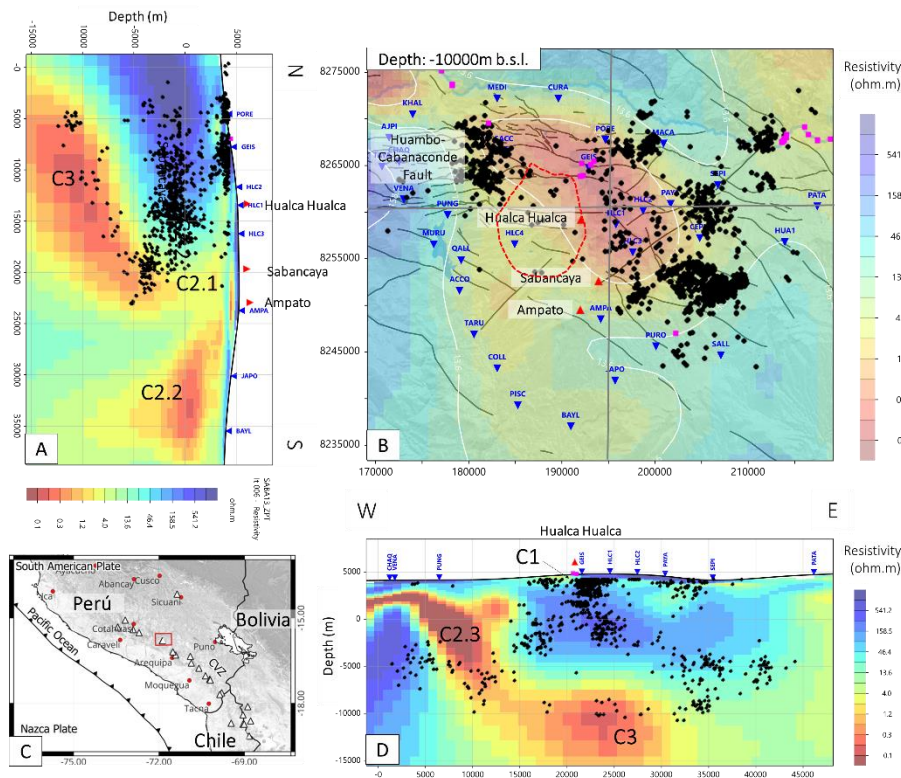 Depth (m)
-15000
10000
-5000
0
5000
-0
5000
10000
15000
20000
25000
30000
35000
PORE
GEIS
HLC2
HLC1
HLC3
AMPA
JAPO
BAYL
Hualca Hualca
Sabancaya
Ampato
C3
C2.1
C2.2
A
N
S
SABA13_ZPT
It 006 - Resistivity
ohm.m
0.1
0.3
1.2
4.0
13.6
46.4
158.5
541.2
Depth: -10000m b.s.l.
8275000
8265000
8255000
8245000
8235000
170000
180000
190000
200000
210000
MEDI
CURA
KHAL
AJPI
Huambo-
Cabanaconde
Fault
PORE
MACA
GEIS
SEPI
VENA
PUNG
PATA
HLC2
HLC1
Hualca Hualca
MURU
HLC4
HUA1
QALL
ACCO
Sabancaya
Ampato
AMPA
TARU
PURO
SALL
COLL
JAPO
PISC
BAYL
B
Resistivity
(ohm.m)
541
158
46.
13.
4.
1.
0.
0.
South American Plate
Abancay
Cusco
Ica
Sicuani
Perú
Bolivia
Caraveli
Puno
Arequipa
CVZ
Moquegua
Tacna
Pacific Ocean
Nazca Plate
Chile
-15.00
-18.00
-75.00
-72.00
-69.00
C
W
E
Hualca Hualca
C1
CHAQ
VENA
PUNG
GEIS
HLC1
HLC2
SEPI
PATA
5000
0
-5000
-10000
-15000
Depth (m)
C2.3
C3
D
0
5000
10000
15000
20000
25000
30000
35000
40000
45000
Resistivity
(ohm.m)
541.2
158.5
46.4
13.6
4.0
1.2
0.3
0.1